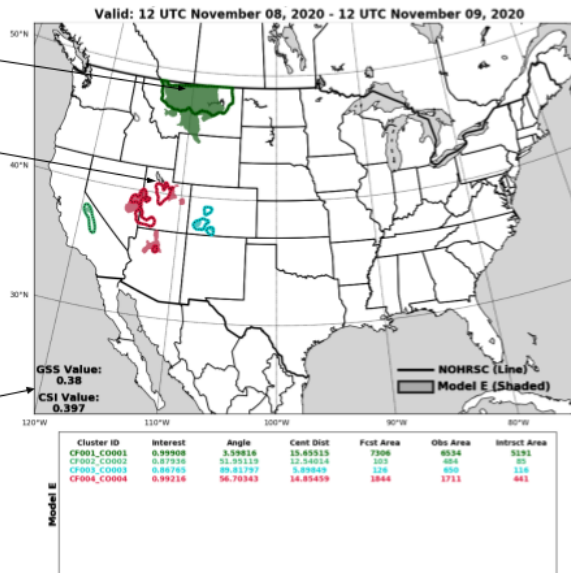 Valid: 12 UTC November 08, 2020 - 12 UTC November 09, 2020
50°N
40°N
30°N
GSS Value:
0.38
CSI Value:
0.397
NOHRSC (Line)
Model E (Shaded)
120°W 110°W 100°W 90°W 80°W
Cluster ID Interest Angle Cent Dist Fcst Area Obs Area Intrsct Area
CF001_CO001 0.99908 3.59816 15.65515 7306 6534 5191
CF002_CO002 0.87936 51.95119 12.54014 103 484 85
CF003_CO003 0.86765 89.81797 5.89849 126 650 116
CF004_CO004 0.99216 56.70343 14.85459 1844 1711 441
Model E